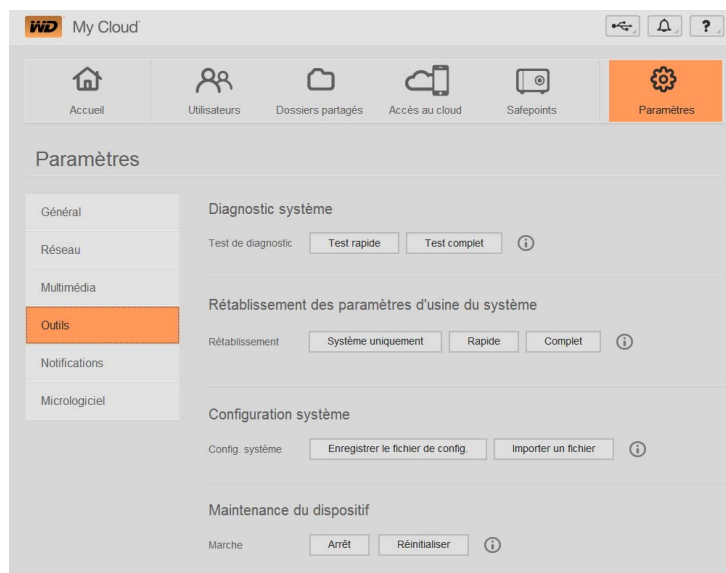 WD My Cloud
?
Accueil
Utilisateurs
Dossiers partagés
Accès au cloud
Safepoints
Paramètres
Paramètres
Général
Réseau
Multimédia
Outils
Notifications
Micrologiciel
Diagnostic système
Test de diagnostic Test rapide Test complet i
Rétablissement des paramètres d'usine du système
Rétablissement Système uniquement Rapide Complet i
Configuration système
Config. système Enregistrer le fichier de config. Importer un fichier i
Maintenance du dispositif
Marche Arrêt Réinitialiser i